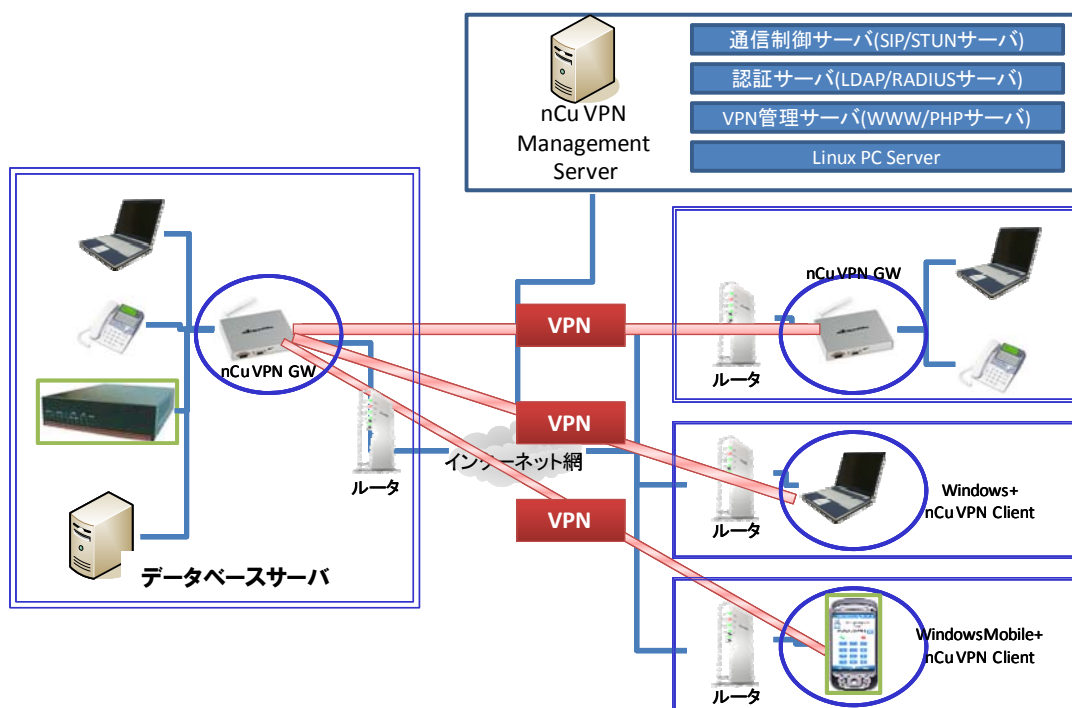 通信制御サーバ(SIP/STUNサーバ)
認証サーバ(LDAP/RADIUSサーバ)
VPN管理サーバ(WWW/PHPサーバ)
Linux PC Server
nCu VPN
Management
Server
nCu VPN GW
ルータ
データベースサーバ
VPN
VPN
VPN
インターネット網
nCu VPN GW
ルータ
Windows+
nCu VPN Client
ルータ
WindowsMobile+
nCu VPN Client
ルータ